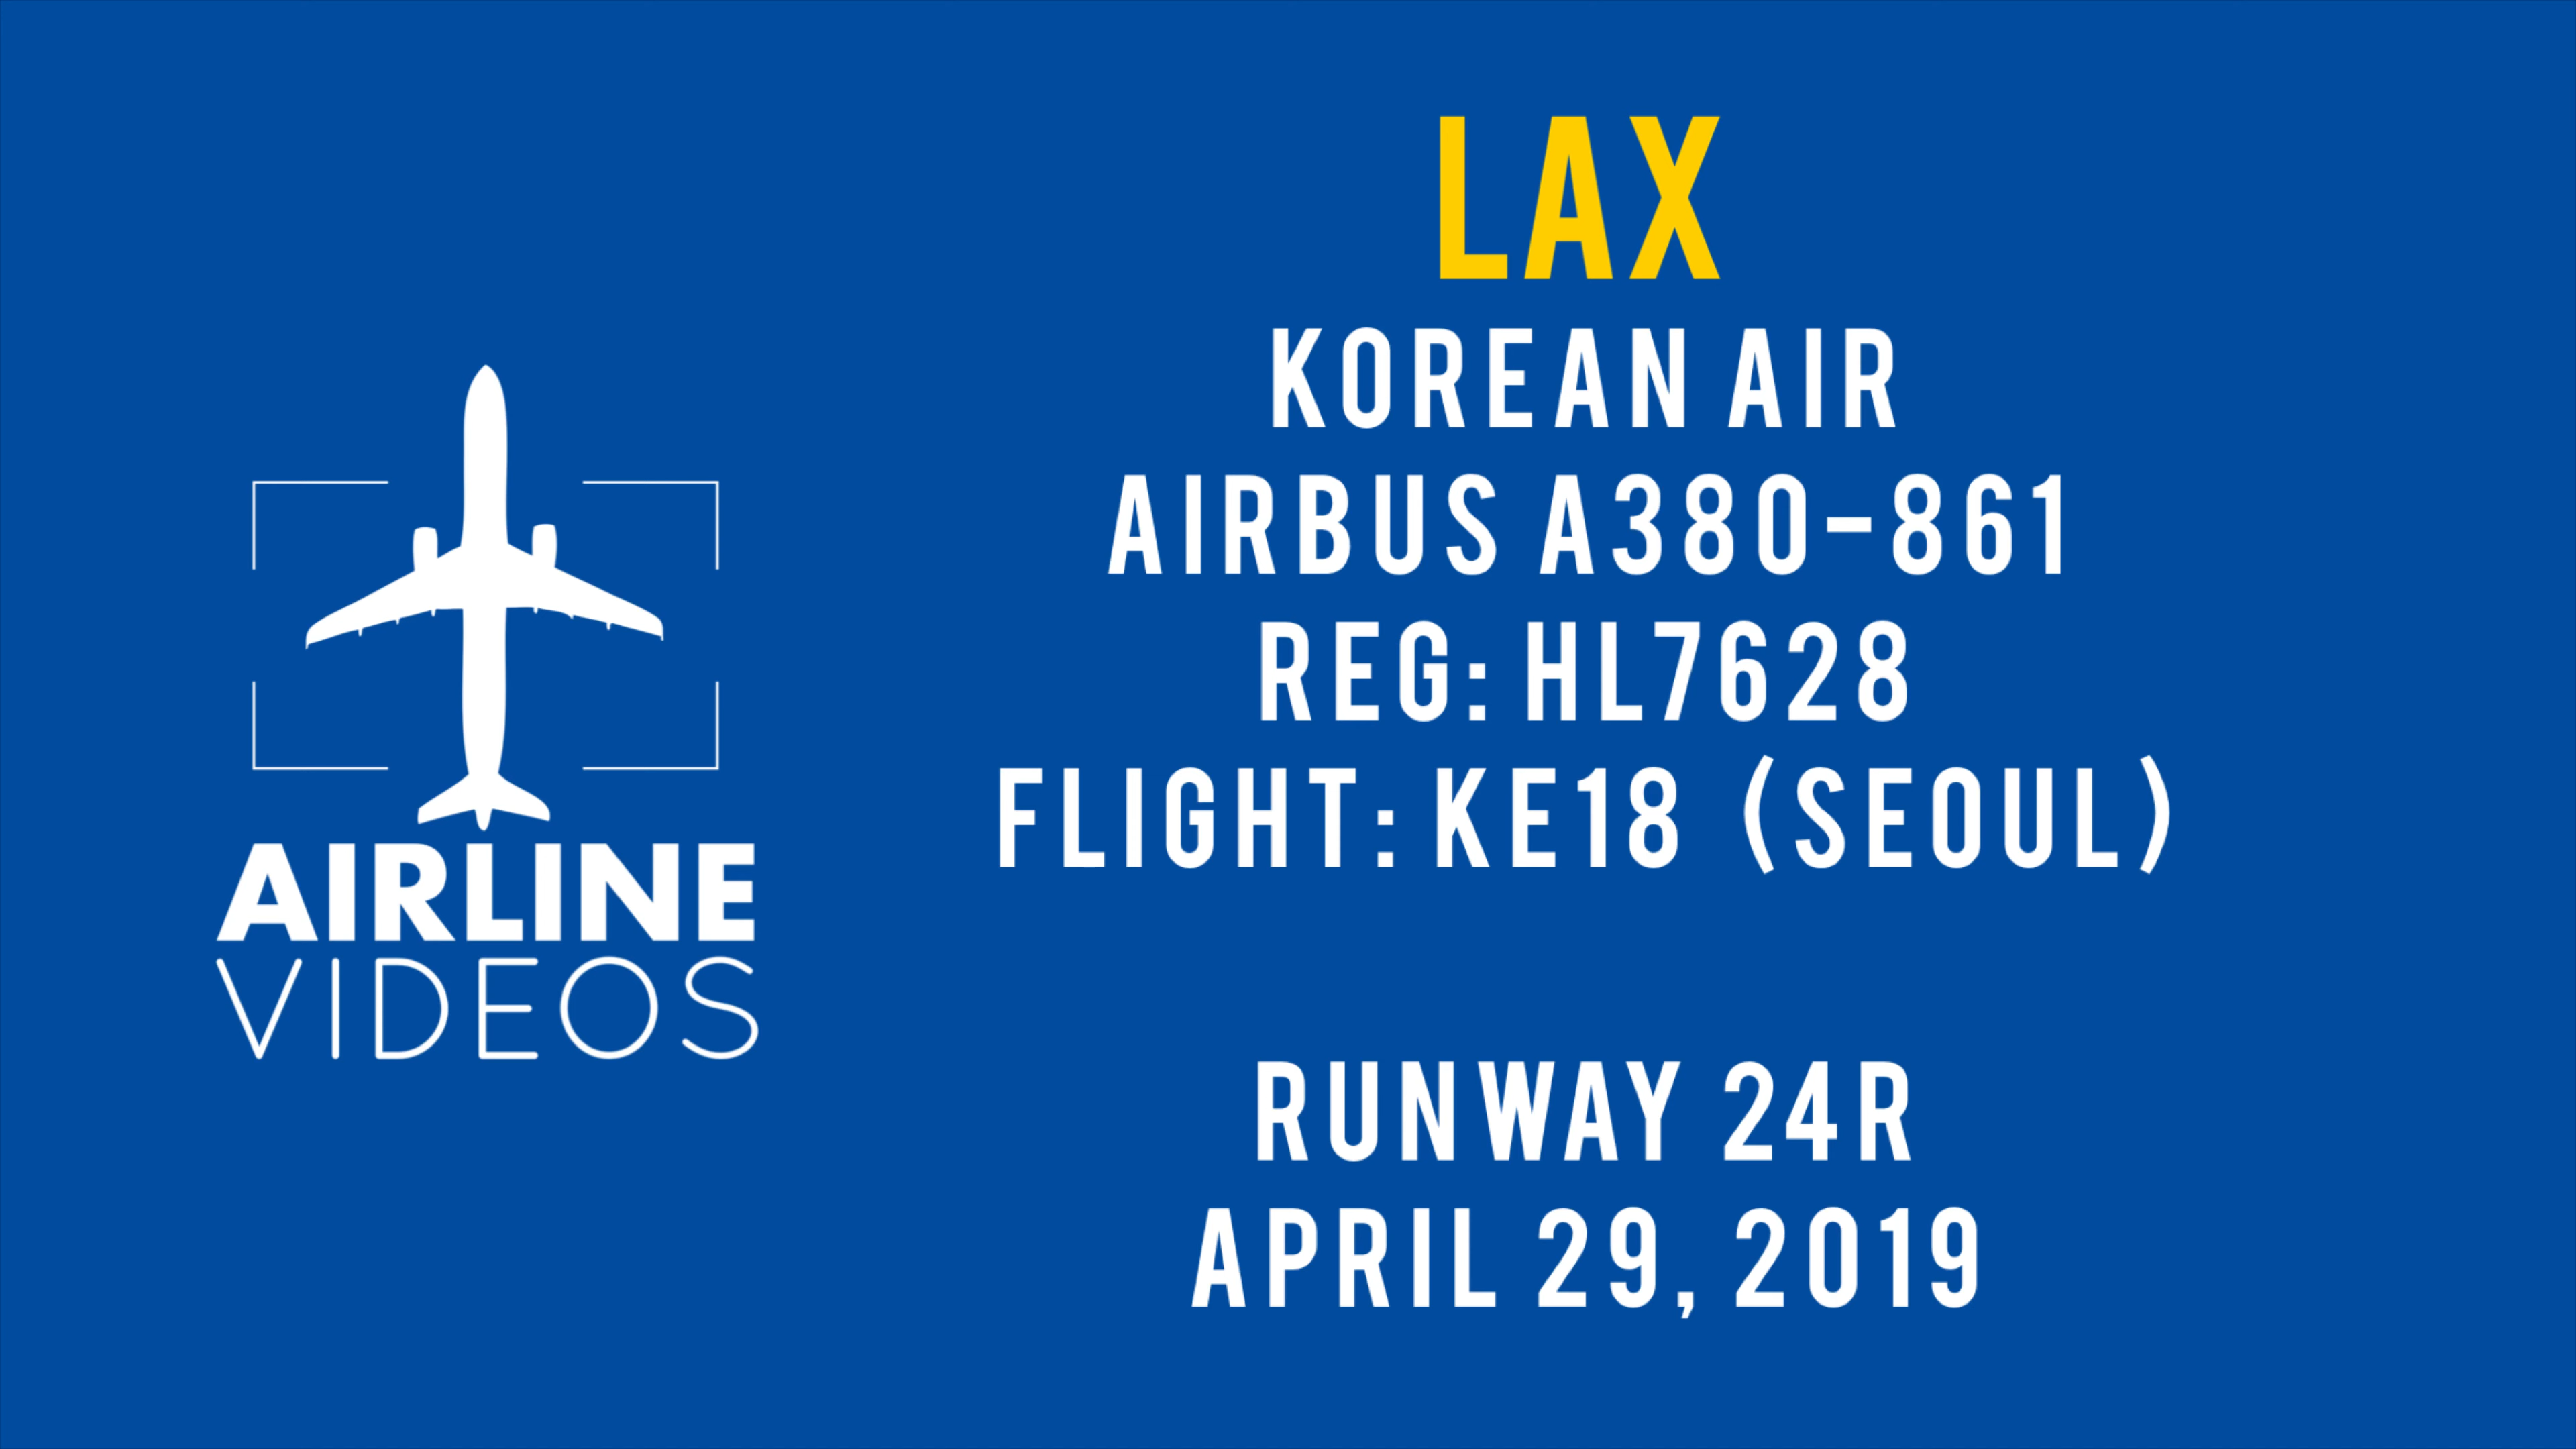 LAX
KOREAN AIR
AIRBUS A380-861
REG: HL7628
FLIGHT: KE18 (SEOUL)
RUNWAY 24R
APRIL 29, 2019
AIRLINE
VIDEOS